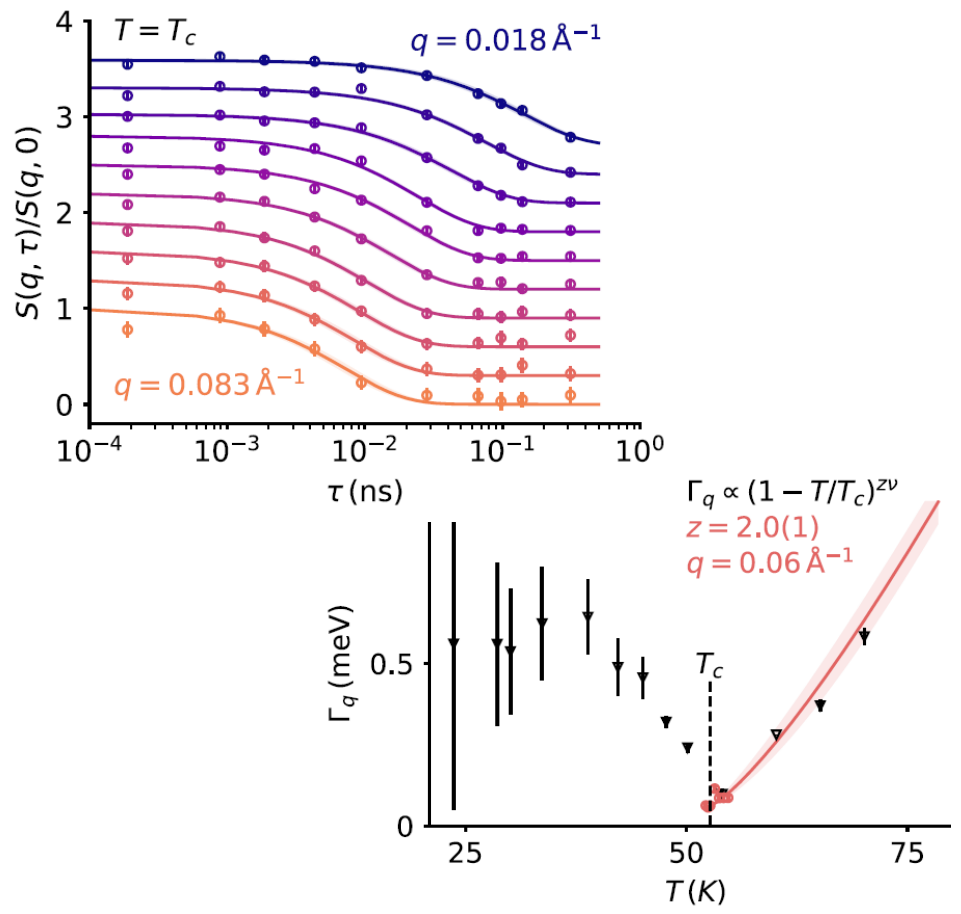 T = T_c
q = 0.018 Å⁻¹
4
3
2
1
0
S(q, τ)/S(q, 0)
q = 0.083 Å⁻¹
10⁻⁴ 10⁻³ 10⁻² 10⁻¹ 10⁰
τ (ns)
Γ_q ∝ (1 − T/T_c)^{zν}
z = 2.0(1)
q = 0.06 Å⁻¹
T_c
0.5
0
Γ_q (meV)
25 50 75
T (K)